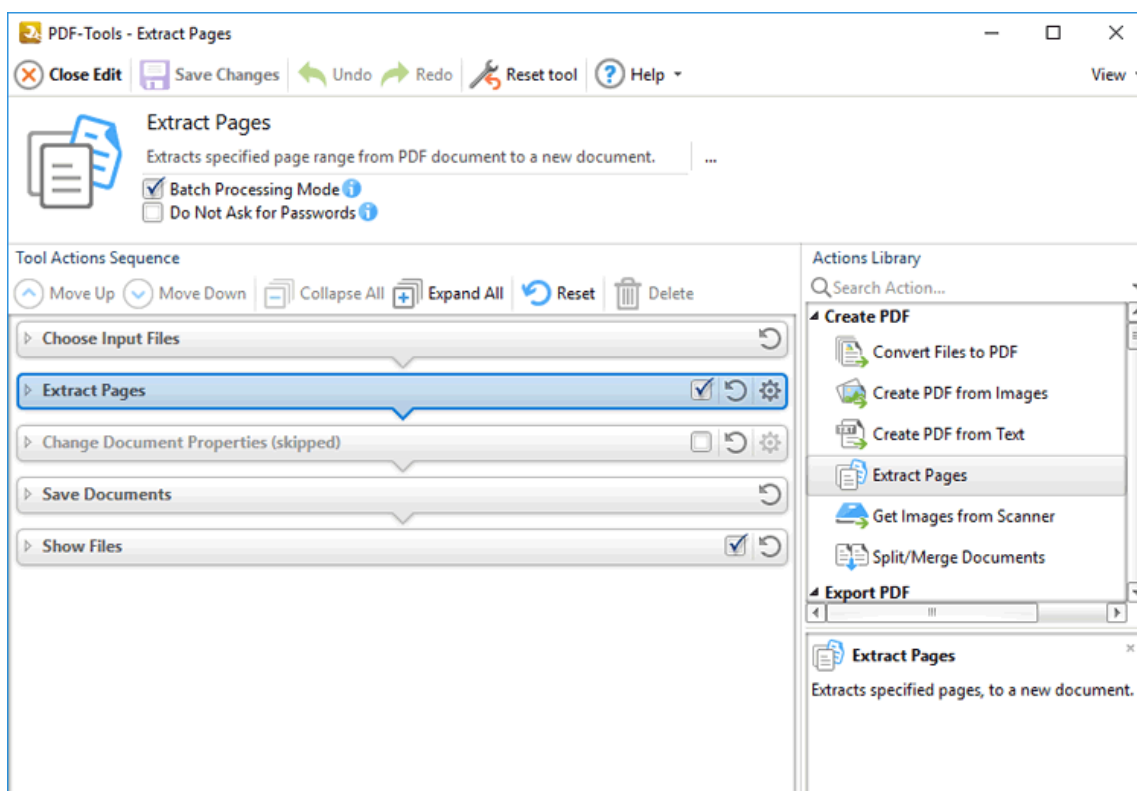 PDF-Tools - Extract Pages
Close Edit Save Changes Undo Redo Reset tool Help View
Extract Pages
Extracts specified page range from PDF document to a new document. ...
Batch Processing Mode
Do Not Ask for Passwords
Tool Actions Sequence
Move Up Move Down Collapse All Expand All Reset Delete
Choose Input Files
Extract Pages
Change Document Properties (skipped)
Save Documents
Show Files
Actions Library
Search Action...
Create PDF
Convert Files to PDF
Create PDF from Images
Create PDF from Text
Extract Pages
Get Images from Scanner
Split/Merge Documents
Export PDF
Extract Pages
Extracts specified pages, to a new document.